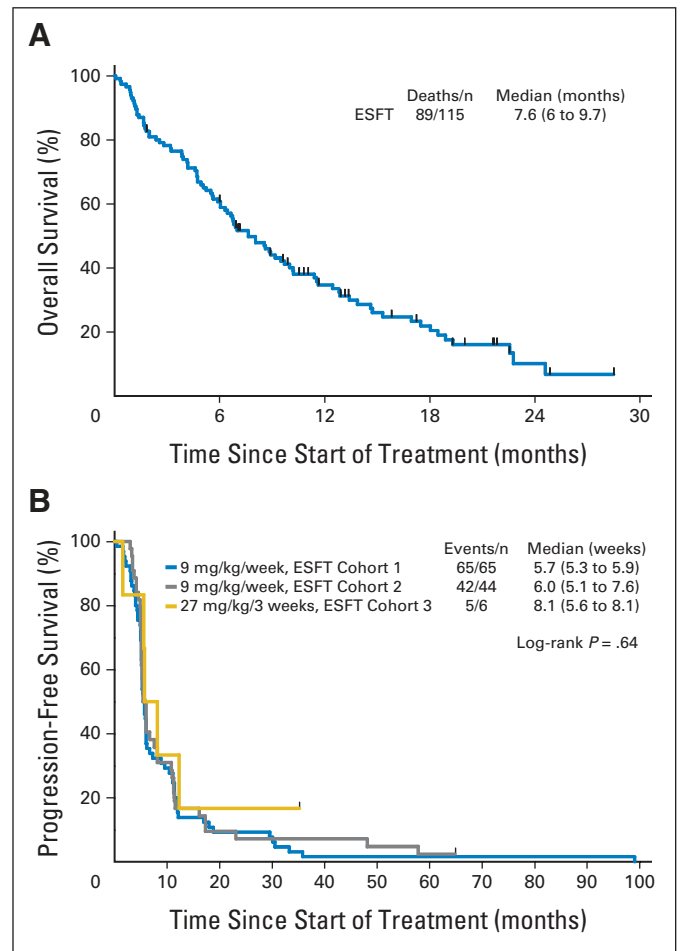 A
100
80
60
40
20
0
6
12
18
24
30
Overall Survival (%)
Time Since Start of Treatment (months)
Deaths/n Median (months)
ESFT 89/115 7.6 (6 to 9.7)
B
100
80
60
40
20
0
10
20
30
40
50
60
70
80
90
100
Progression-Free Survival (%)
Time Since Start of Treatment (months)
Events/n Median (weeks)
9 mg/kg/week, ESFT Cohort 1 65/65 5.7 (5.3 to 5.9)
9 mg/kg/week, ESFT Cohort 2 42/44 6.0 (5.1 to 7.6)
27 mg/kg/3 weeks, ESFT Cohort 3 5/6 8.1 (5.6 to 8.1)
Log-rank P = .64